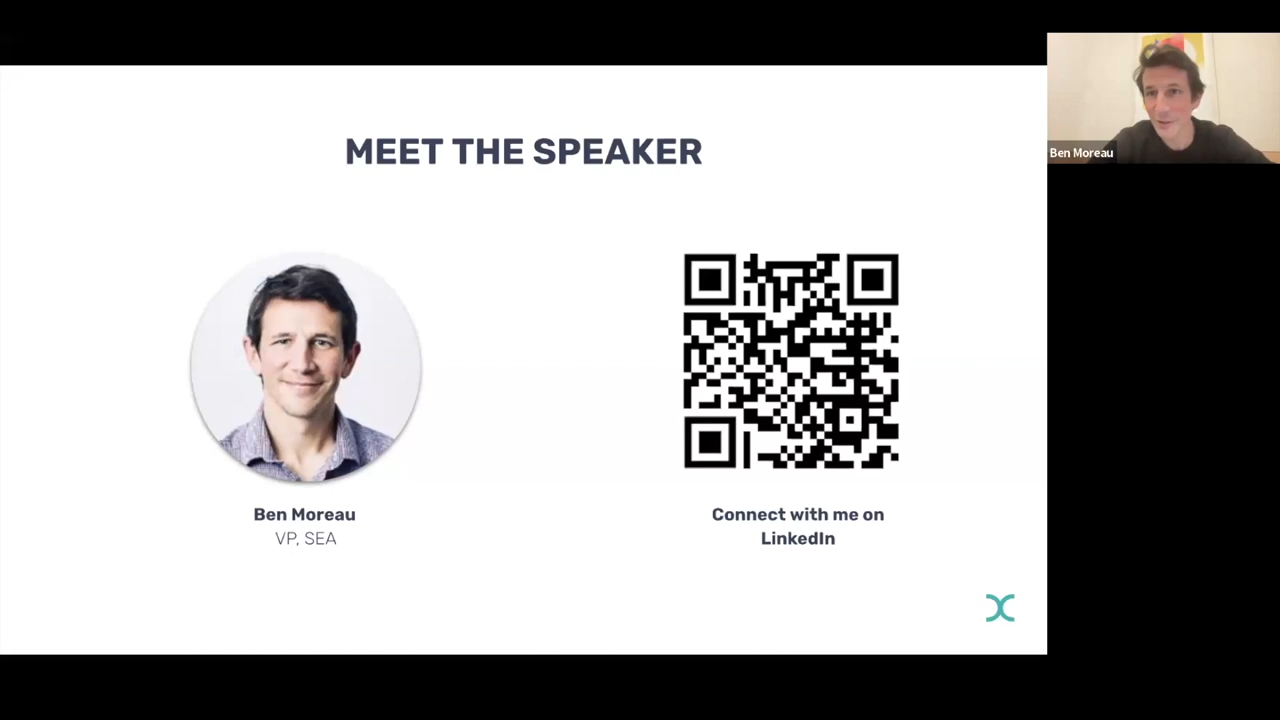 MEET THE SPEAKER
Ben Moreau
VP, SEA
Connect with me on
LinkedIn
Ben Moreau